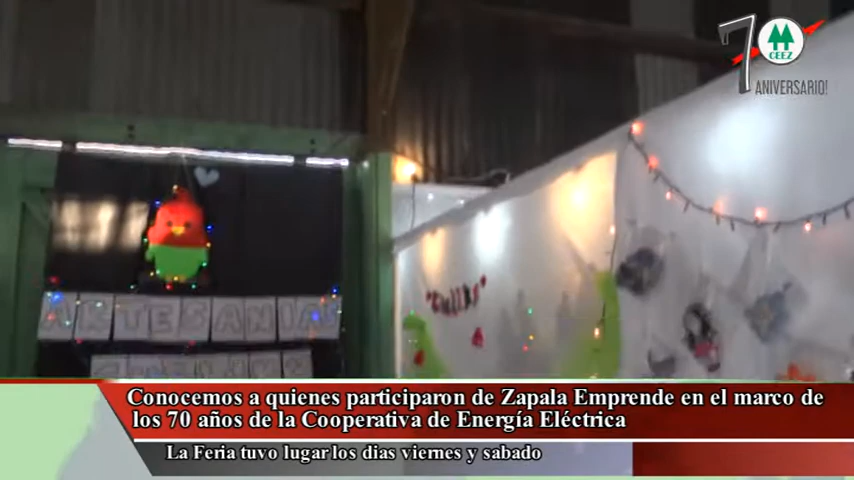 70
CEEZ
ANIVERSARIO!
ARTESANIAS
Conocemos a quienes participaron de Zapala Emprende en el marco de
los 70 años de la Cooperativa de Energía Eléctrica
La Feria tuvo lugar los dias viernes y sabado